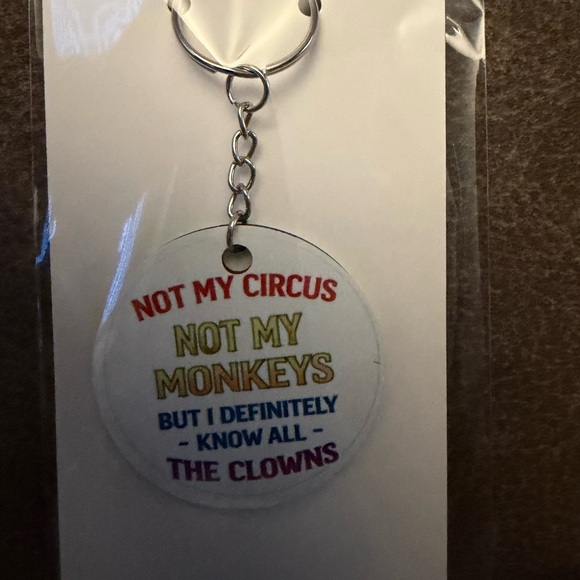 NOT MY CIRCUS
NOT MY
MONKEYS
BUT I DEFINITELY
- KNOW ALL -
THE CLOWNS